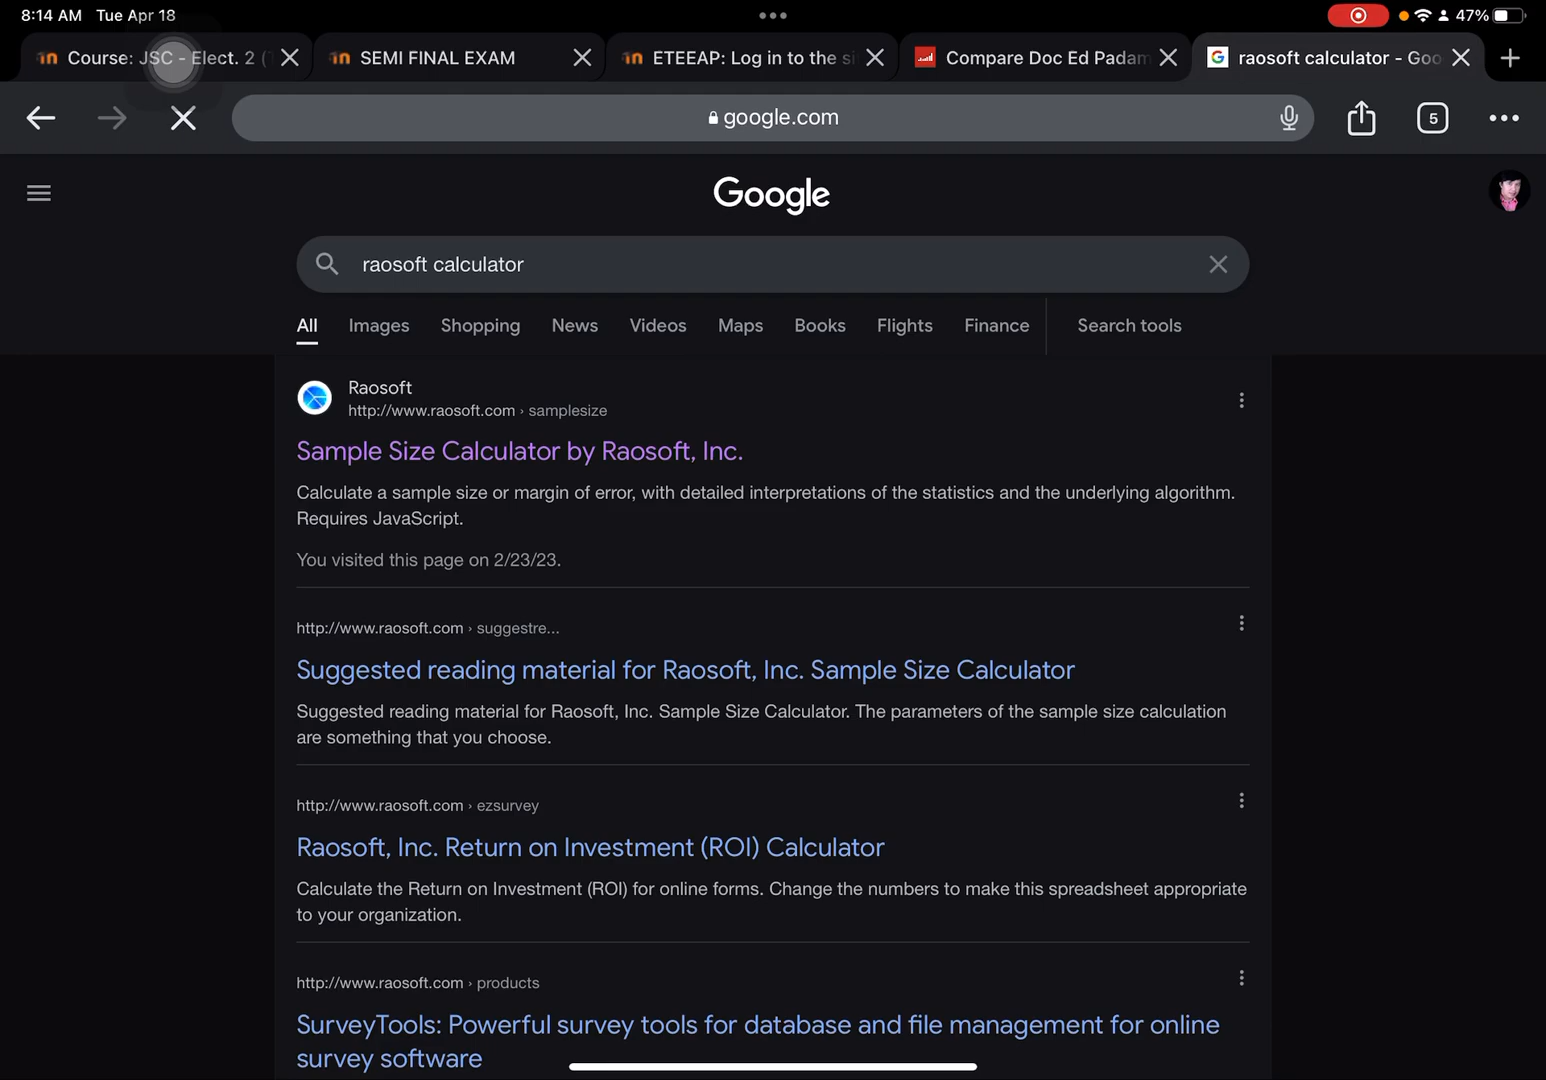 8:14 AM Tue Apr 18
47%
Course: JSC - Elect. 2 (
SEMI FINAL EXAM
ETEEAP: Log in to the si
Compare Doc Ed Padam
raosoft calculator - Goo
google.com
5
Google
raosoft calculator
All Images Shopping News Videos Maps Books Flights Finance Search tools
Raosoft
http://www.raosoft.com › samplesize
Sample Size Calculator by Raosoft, Inc.
Calculate a sample size or margin of error, with detailed interpretations of the statistics and the underlying algorithm.
Requires JavaScript.
You visited this page on 2/23/23.
http://www.raosoft.com › suggestre...
Suggested reading material for Raosoft, Inc. Sample Size Calculator
Suggested reading material for Raosoft, Inc. Sample Size Calculator. The parameters of the sample size calculation
are something that you choose.
http://www.raosoft.com › ezsurvey
Raosoft, Inc. Return on Investment (ROI) Calculator
Calculate the Return on Investment (ROI) for online forms. Change the numbers to make this spreadsheet appropriate
to your organization.
http://www.raosoft.com › products
SurveyTools: Powerful survey tools for database and file management for online
survey software